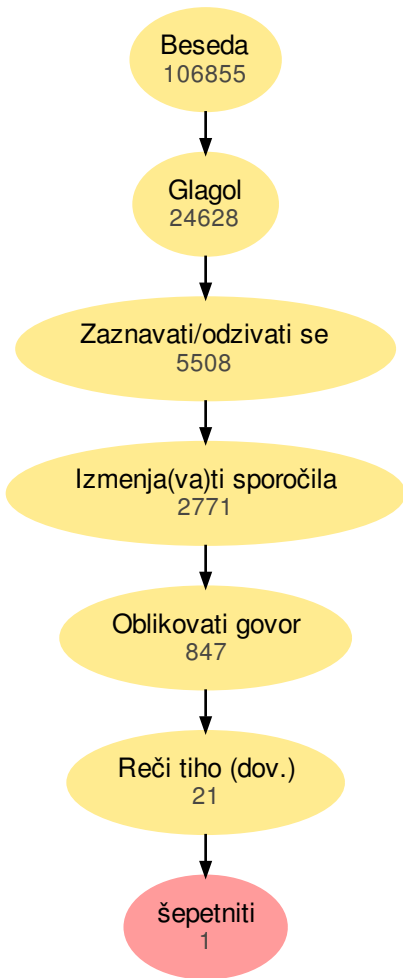 Beseda
106855
Glagol
24628
Zaznavati/odzivati se
5508
Izmenja(va)ti sporočila
2771
Oblikovati govor
847
Reči tiho (dov.)
21
šepetniti
1